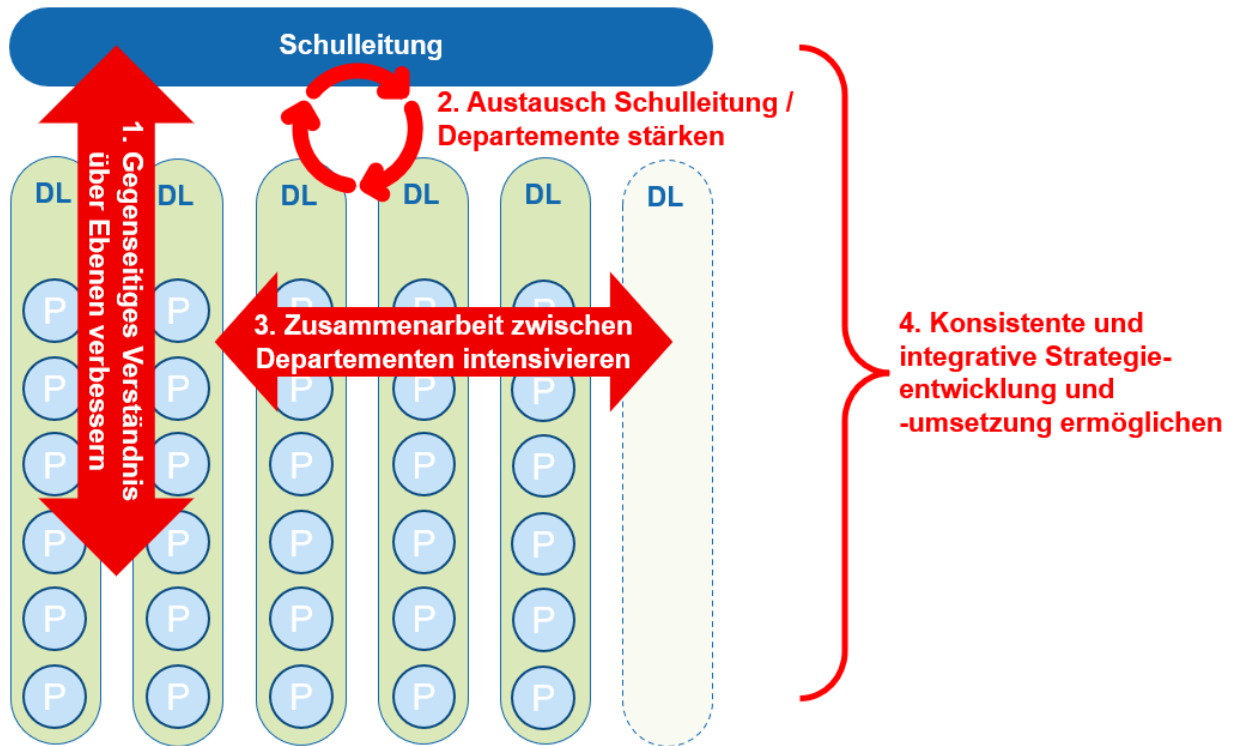 Schulleitung
2. Austausch Schulleitung /
Departemente stärken
1. Gegenseitiges Verständnis
über Ebenen verbessern
DL
DL
DL
DL
DL
DL
3. Zusammenarbeit zwischen
Departementen intensivieren
4. Konsistente und
integrative Strategie-
entwicklung und
-umsetzung ermöglichen
P P P P P
P P P P P
P P P P P
P P P P P
P P P P P
P P P P P